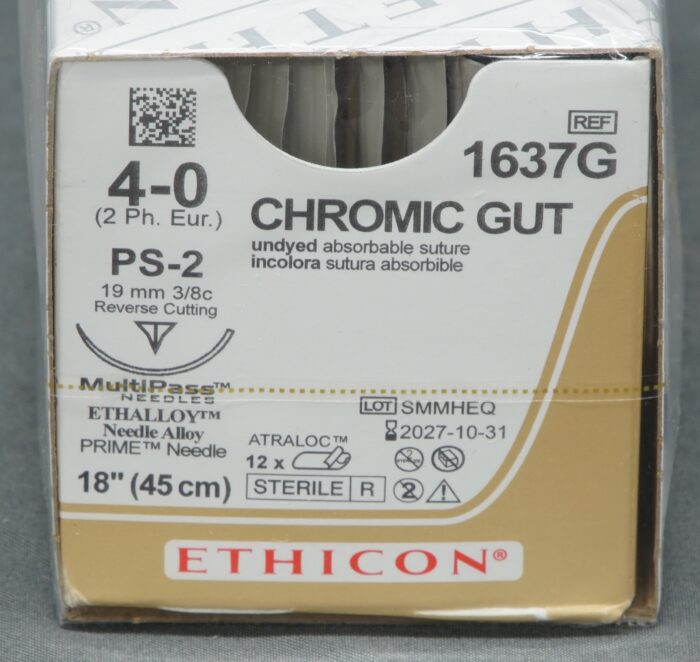 ETHICON
REF
1637G
4-0
(2 Ph. Eur.)
CHROMIC GUT
undyed absorbable suture
incolora sutura absorbible
PS-2
19 mm 3/8c
Reverse Cutting
MultiPass™
NEEDLES
ETHALLOY™
Needle Alloy
PRIME™ Needle
18" (45 cm)
LOT SMMHEQ
2027-10-31
ATRALOC™
12 x
STERILE R
2
ETHICON®